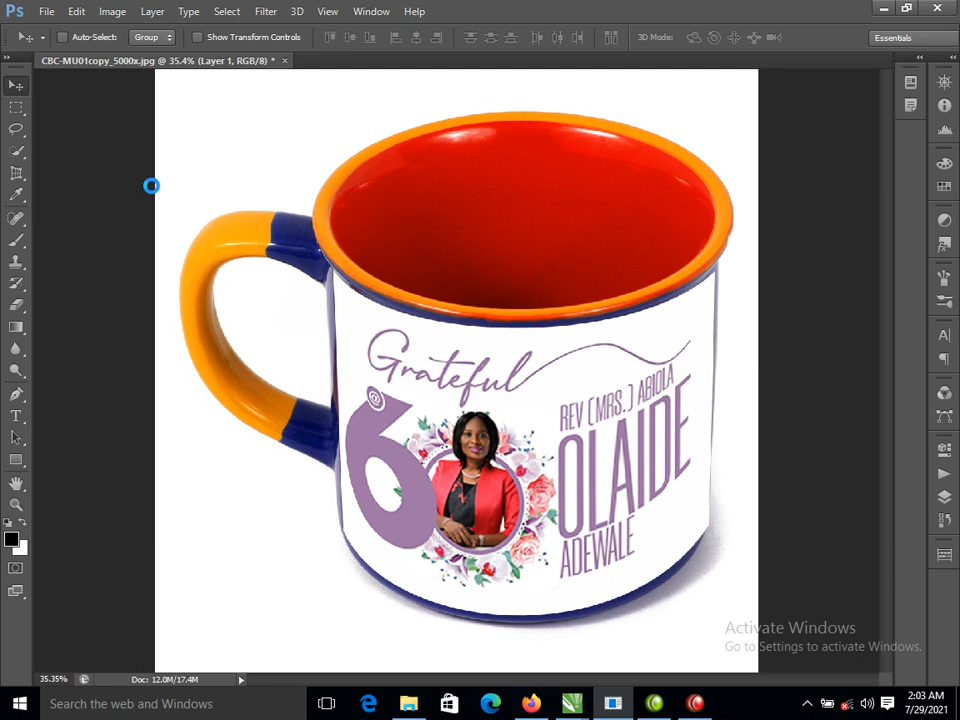 Ps File Edit Image Layer Type Select Filter 3D View Window Help
Auto-Select: Group Show Transform Controls 3D Mode: Essentials
CBC-MU01copy_5000x.jpg @ 35.4% (Layer 1, RGB/8) * ×
Grateful
@
60
REV (MRS.) ABIOLA
OLAIDE
ADEWALE
Activate Windows
Go to Settings to activate Windows.
35.35% Doc: 12.0M/17.4M
Search the web and Windows
2:03 AM
7/29/2021